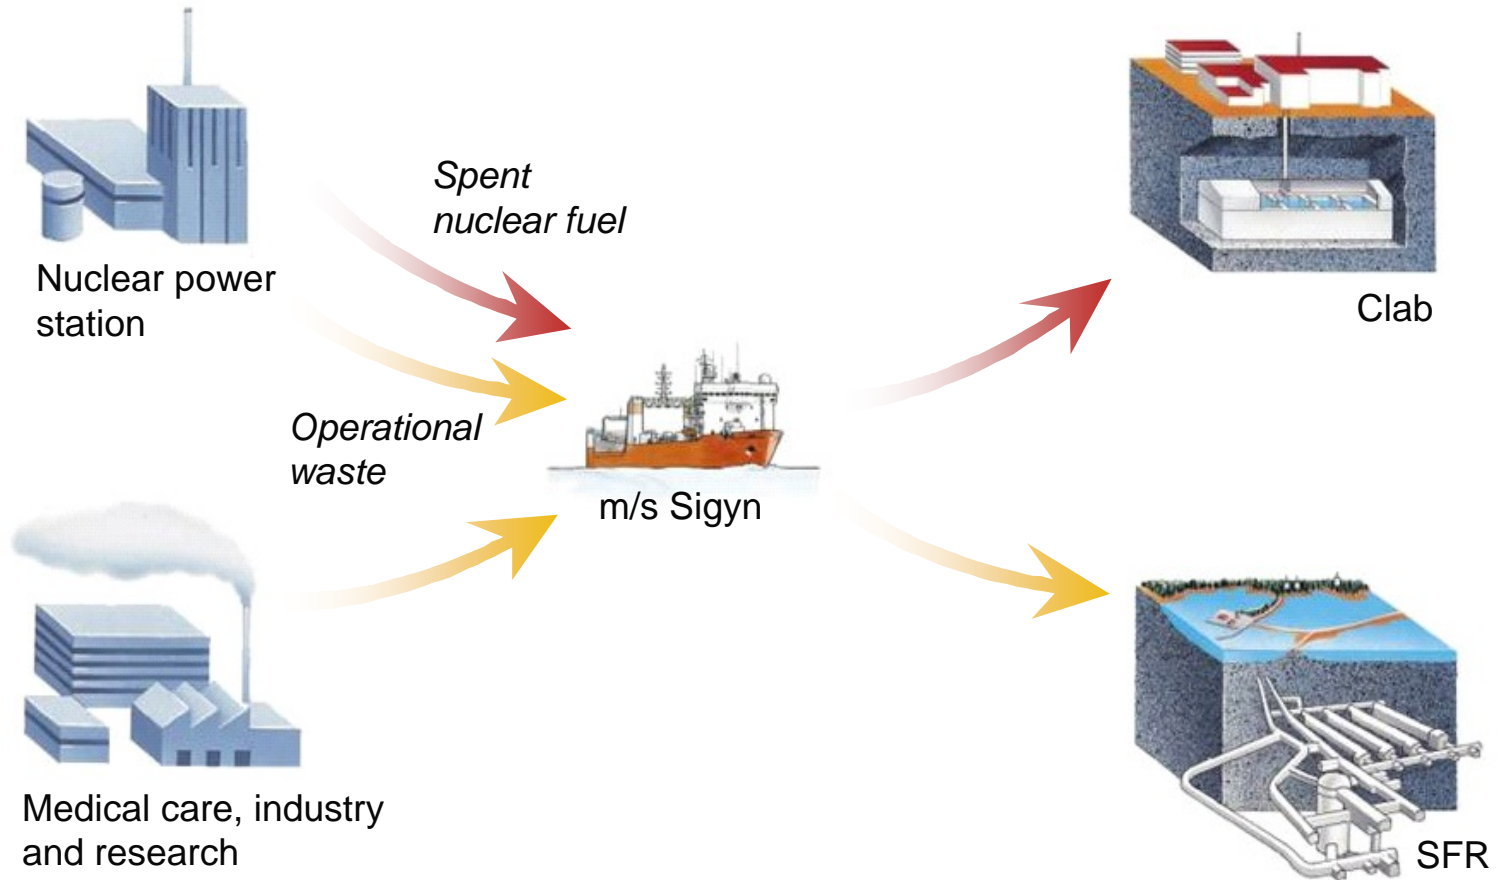 Spent
nuclear fuel
Nuclear power
station
Clab
Operational
waste
m/s Sigyn
Medical care, industry
and research
SFR